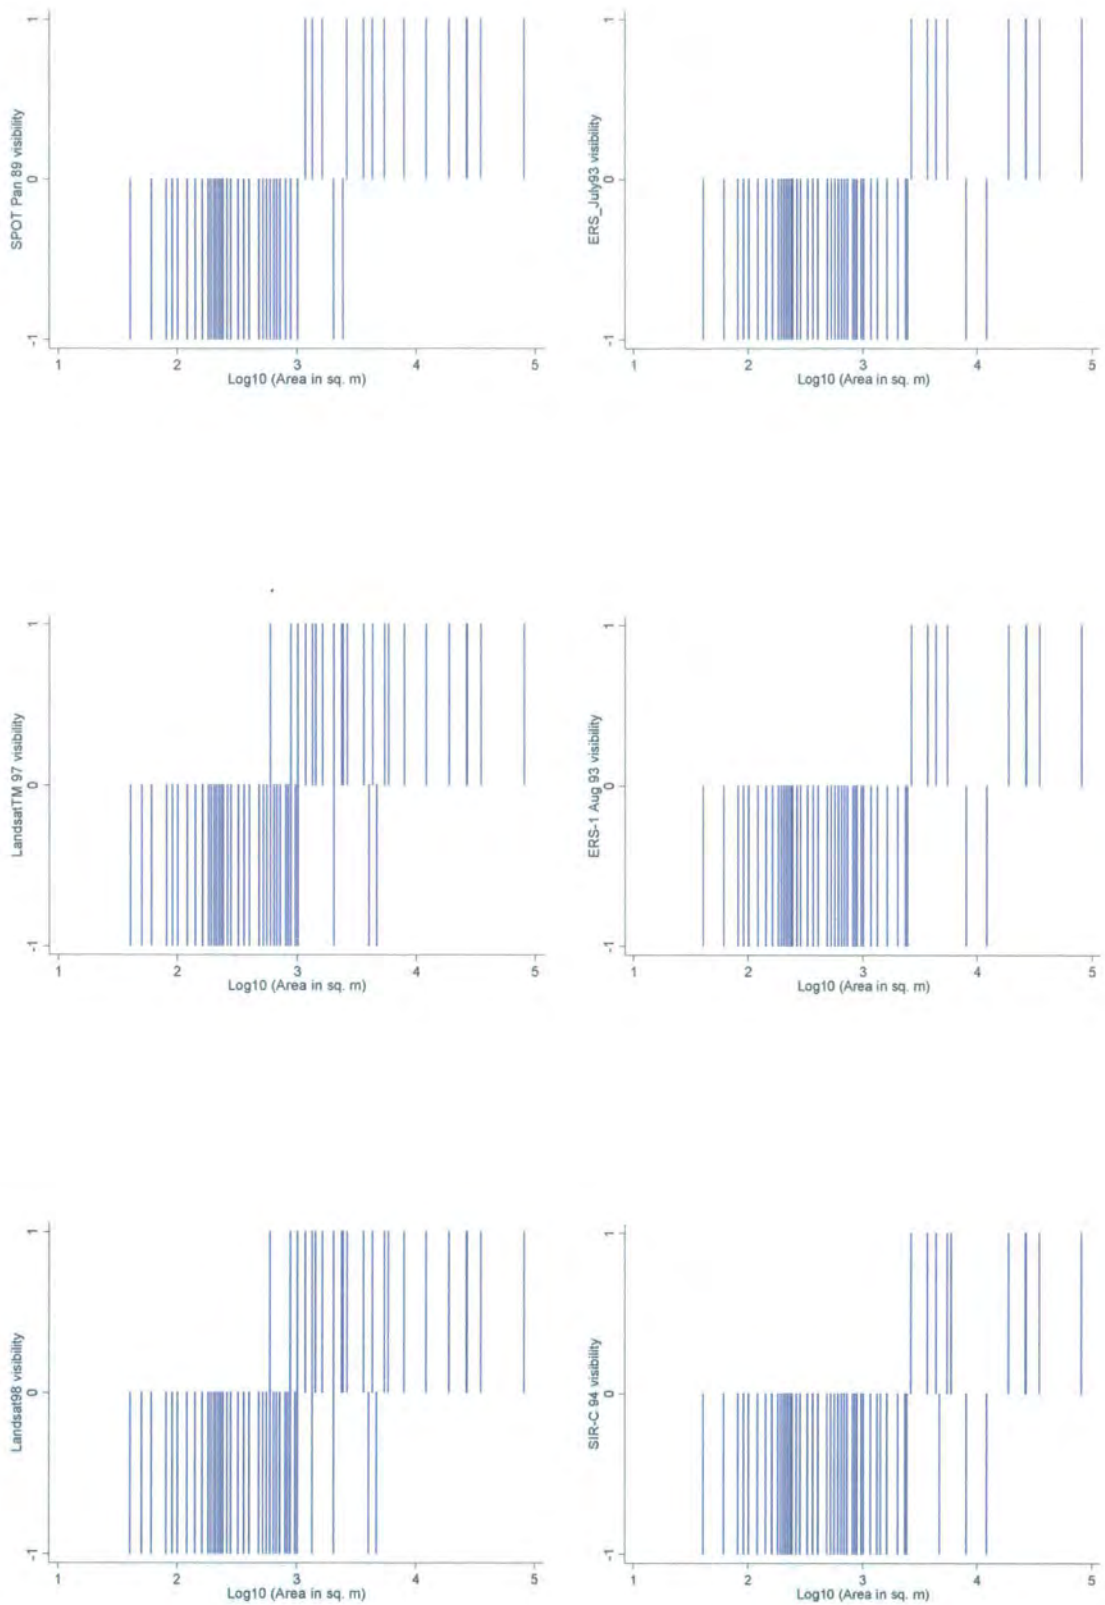 SPOT Pan 89 visibility
1
0
-1
1 2 3 4 5
Log10 (Area in sq. m)
ERS_July93 visibility
1
0
-1
1 2 3 4 5
Log10 (Area in sq. m)
LandsatTM 97 visibility
1
0
-1
1 2 3 4 5
Log10 (Area in sq. m)
ERS-1 Aug 93 visibility
1
0
-1
1 2 3 4 5
Log10 (Area in sq. m)
Landsat98 visibility
1
0
-1
1 2 3 4 5
Log10 (Area in sq. m)
SIR-C 94 visibility
1
0
-1
1 2 3 4 5
Log10 (Area in sq. m)